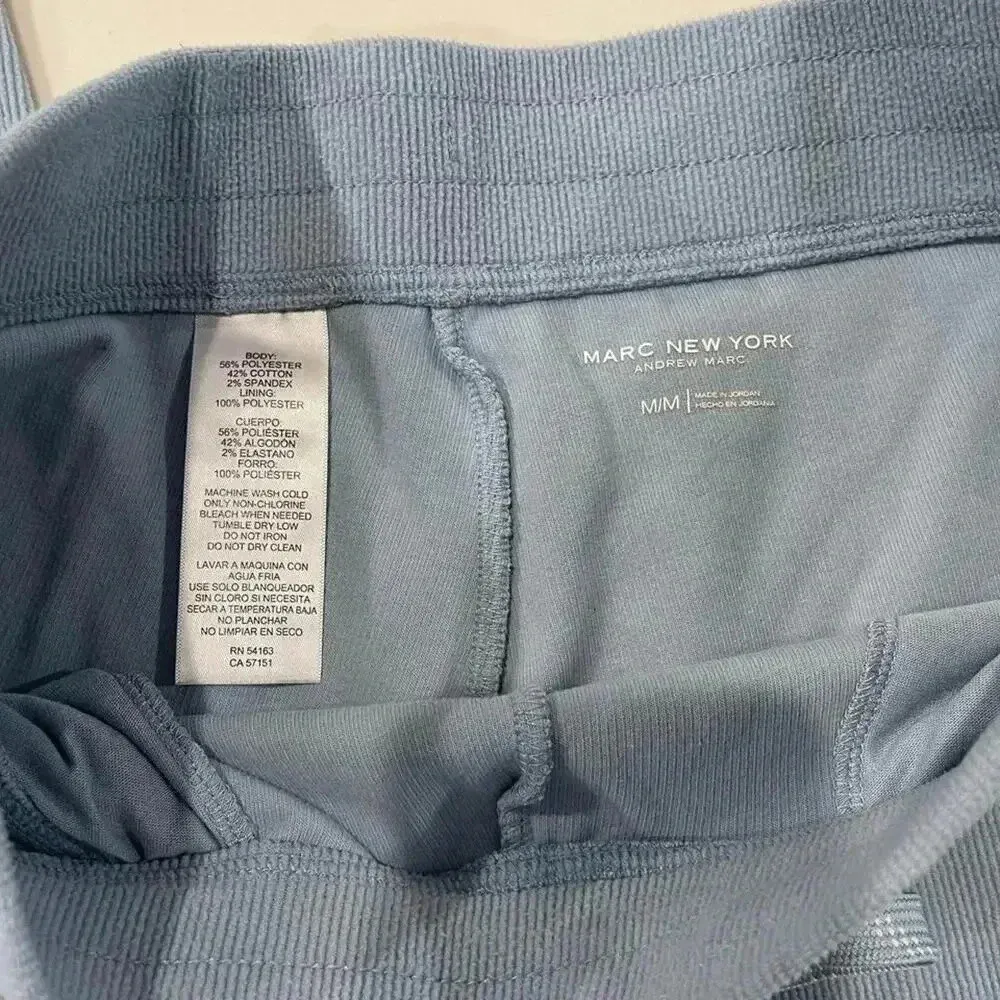 BODY:
56% POLYESTER
42% COTTON
2% SPANDEX
LINING:
100% POLYESTER
CUERPO:
56% POLIÉSTER
42% ALGODÓN
2% ELASTANO
FORRO:
100% POLIÉSTER
MACHINE WASH COLD
ONLY NON-CHLORINE
BLEACH WHEN NEEDED
TUMBLE DRY LOW
DO NOT IRON
DO NOT DRY CLEAN
LAVAR A MAQUINA CON
AGUA FRIA
USE SOLO BLANQUEADOR
SIN CLORO SI NECESITA
SECAR A TEMPERATURA BAJA
NO PLANCHAR
NO LIMPIAR EN SECO
RN 54163
CA 57151
MARC NEW YORK
ANDREW MARC
M/M
MADE IN JORDAN
HECHO EN JORDANIA